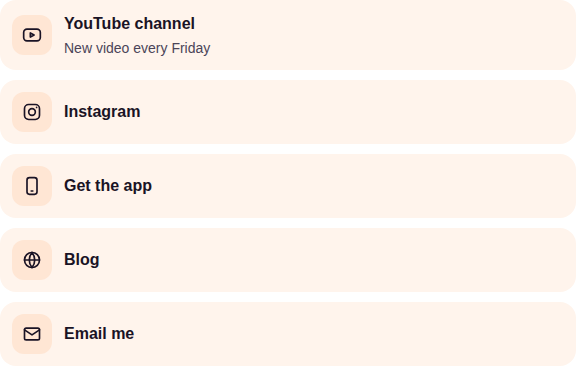 YouTube channel
New video every Friday
Instagram
Get the app
Blog
Email me